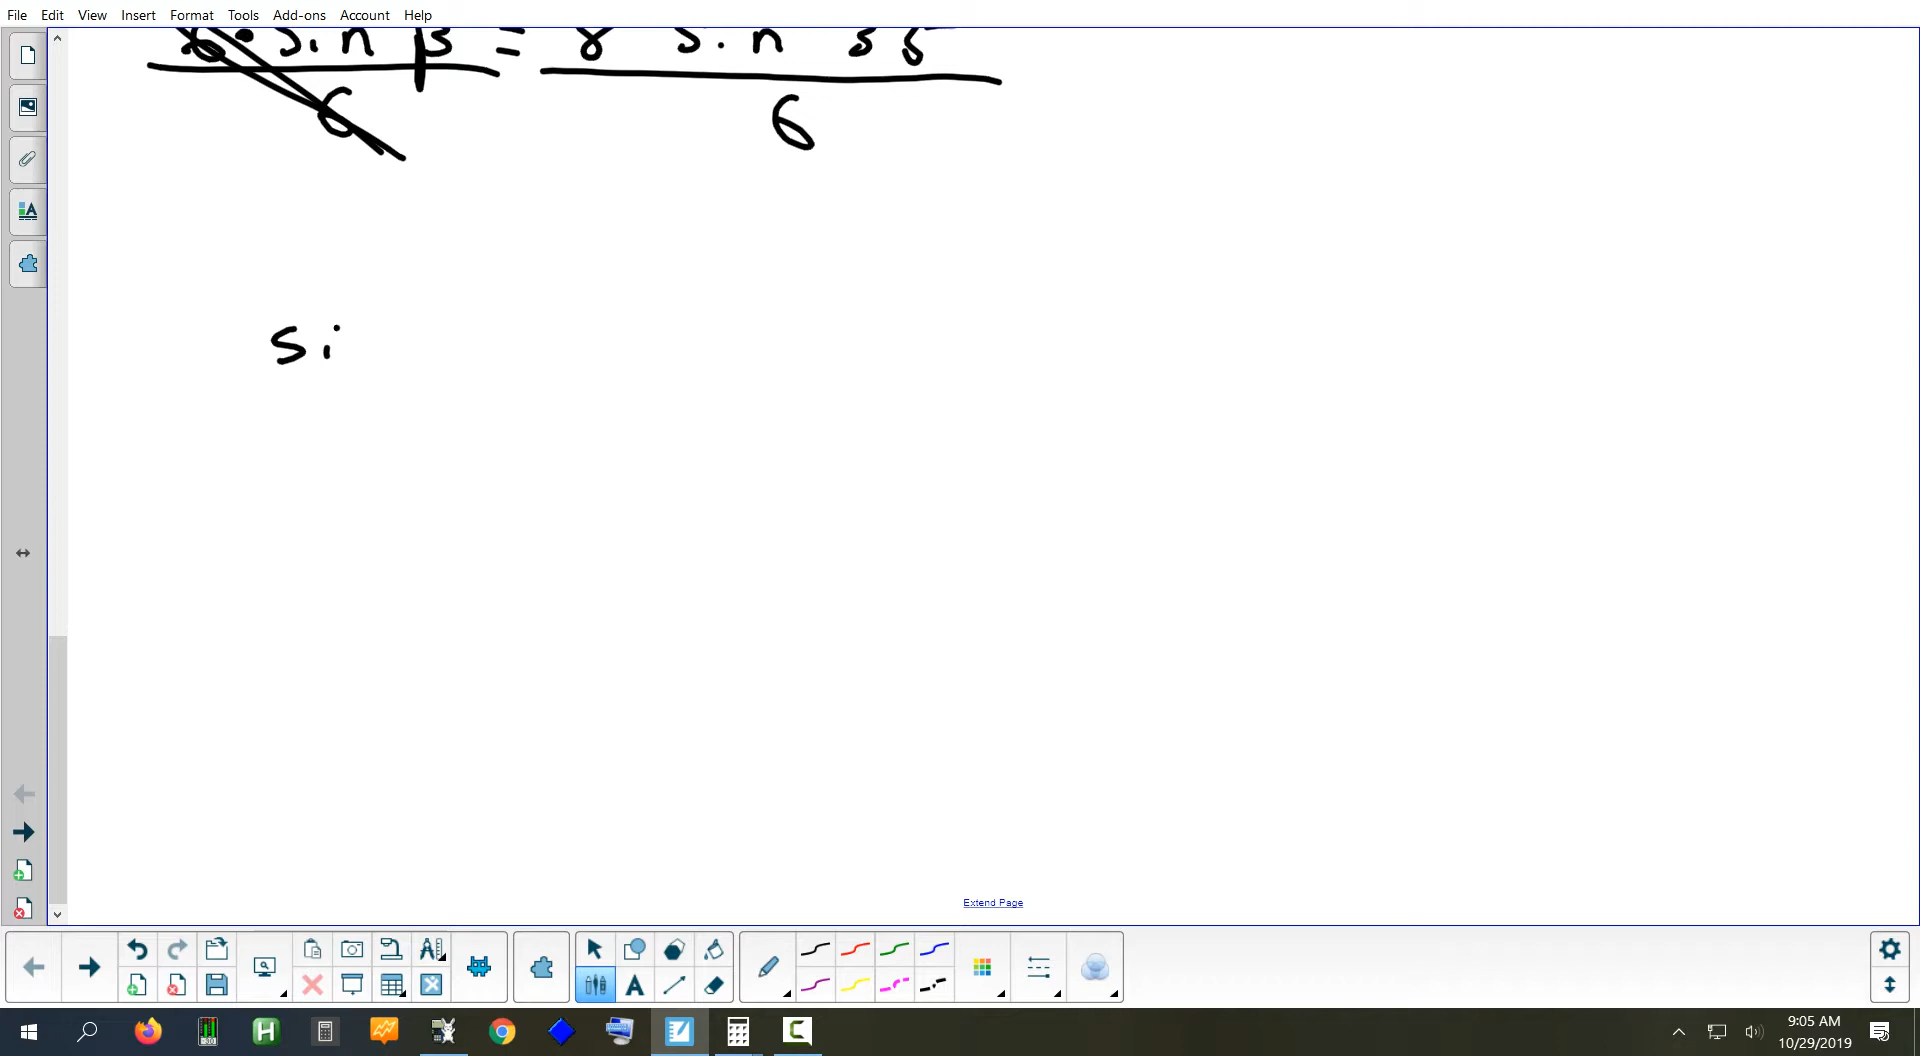 File Edit View Insert Format Tools Add-ons Account Help
6 • sin β = 8 sin
6 6
si
Extend Page
9:05 AM
10/29/2019